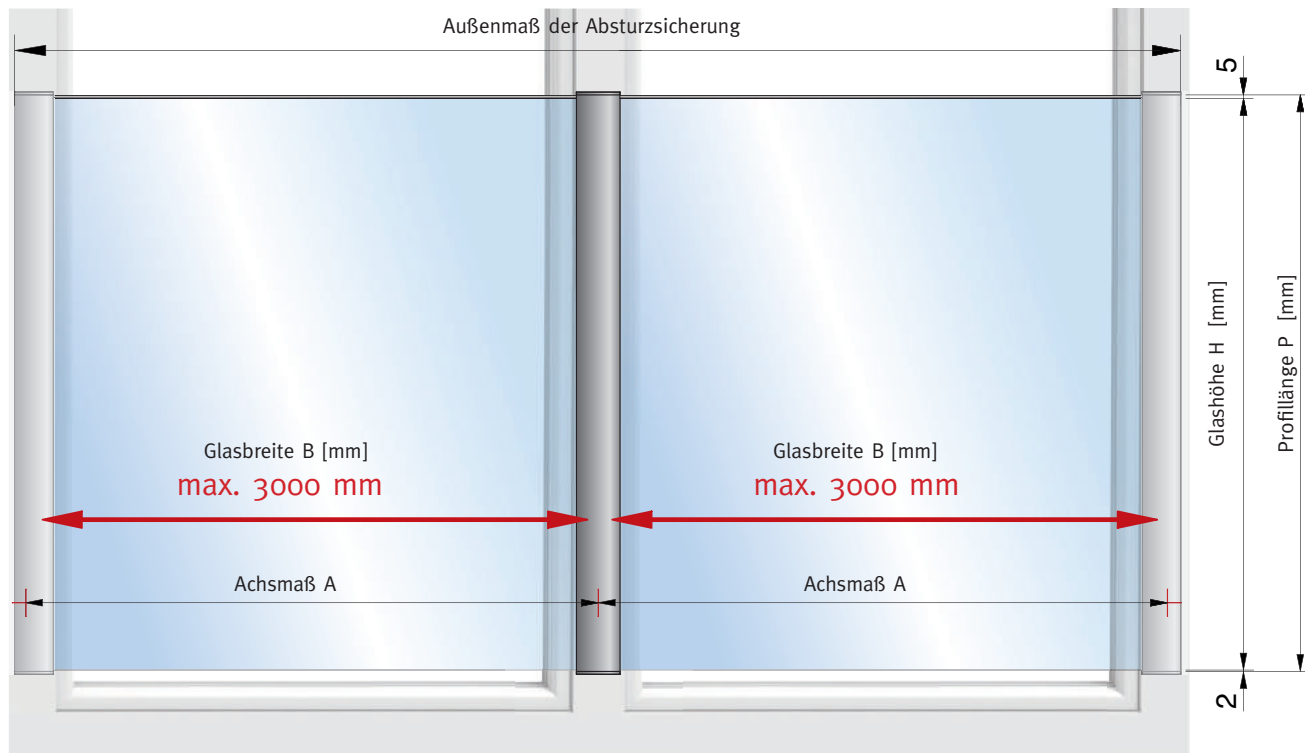 Außenmaß der Absturzsicherung
5
Glashöhe H [mm]
Profillänge P [mm]
Glasbreite B [mm]
max. 3000 mm
Glasbreite B [mm]
max. 3000 mm
Achsmaß A
Achsmaß A
2